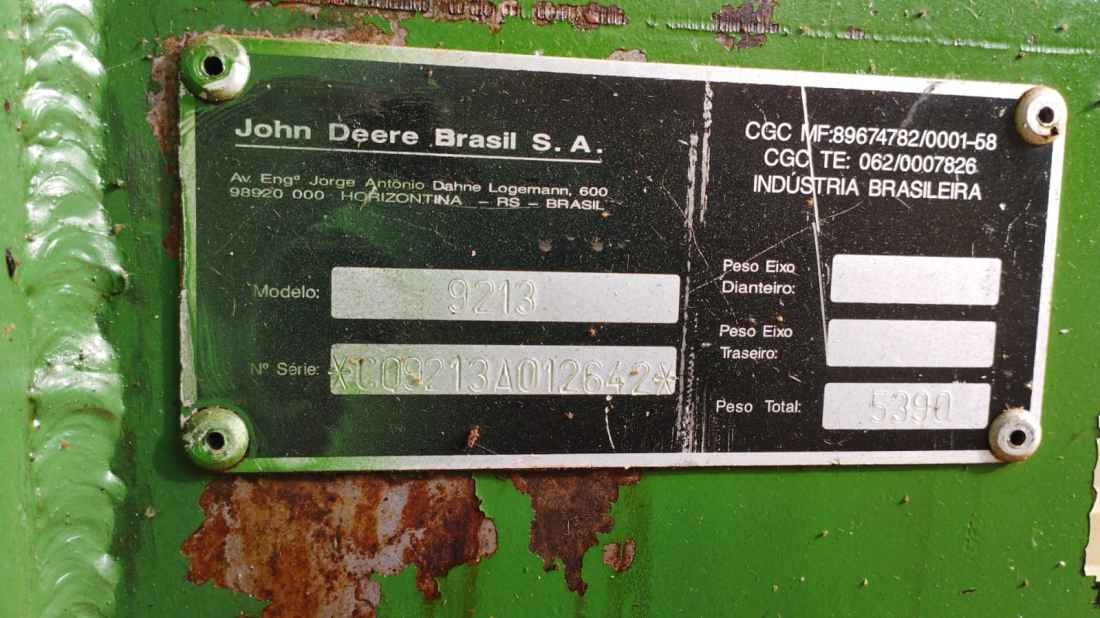 John Deere Brasil S. A.
Av. Engº Jorge Antônio Dahne Logemann, 600
98920 000 HORIZONTINA – RS – BRASIL
Modelo: 9213
Nº Série: *CQ9213A012642*
CGC MF:89674782/0001-58
CGC TE: 062/0007826
INDÚSTRIA BRASILEIRA
Peso Eixo
Dianteiro:
Peso Eixo
Traseiro:
Peso Total: 5390